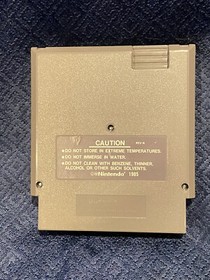 CAUTION
●DO NOT STORE IN EXTREME TEMPERATURES.
●DO NOT IMMERSE IN WATER.
●DO NOT CLEAN WITH BENZENE, THINNER,
ALCOHOL OR OTHER SUCH SOLVENTS.
©®Nintendo® 1985